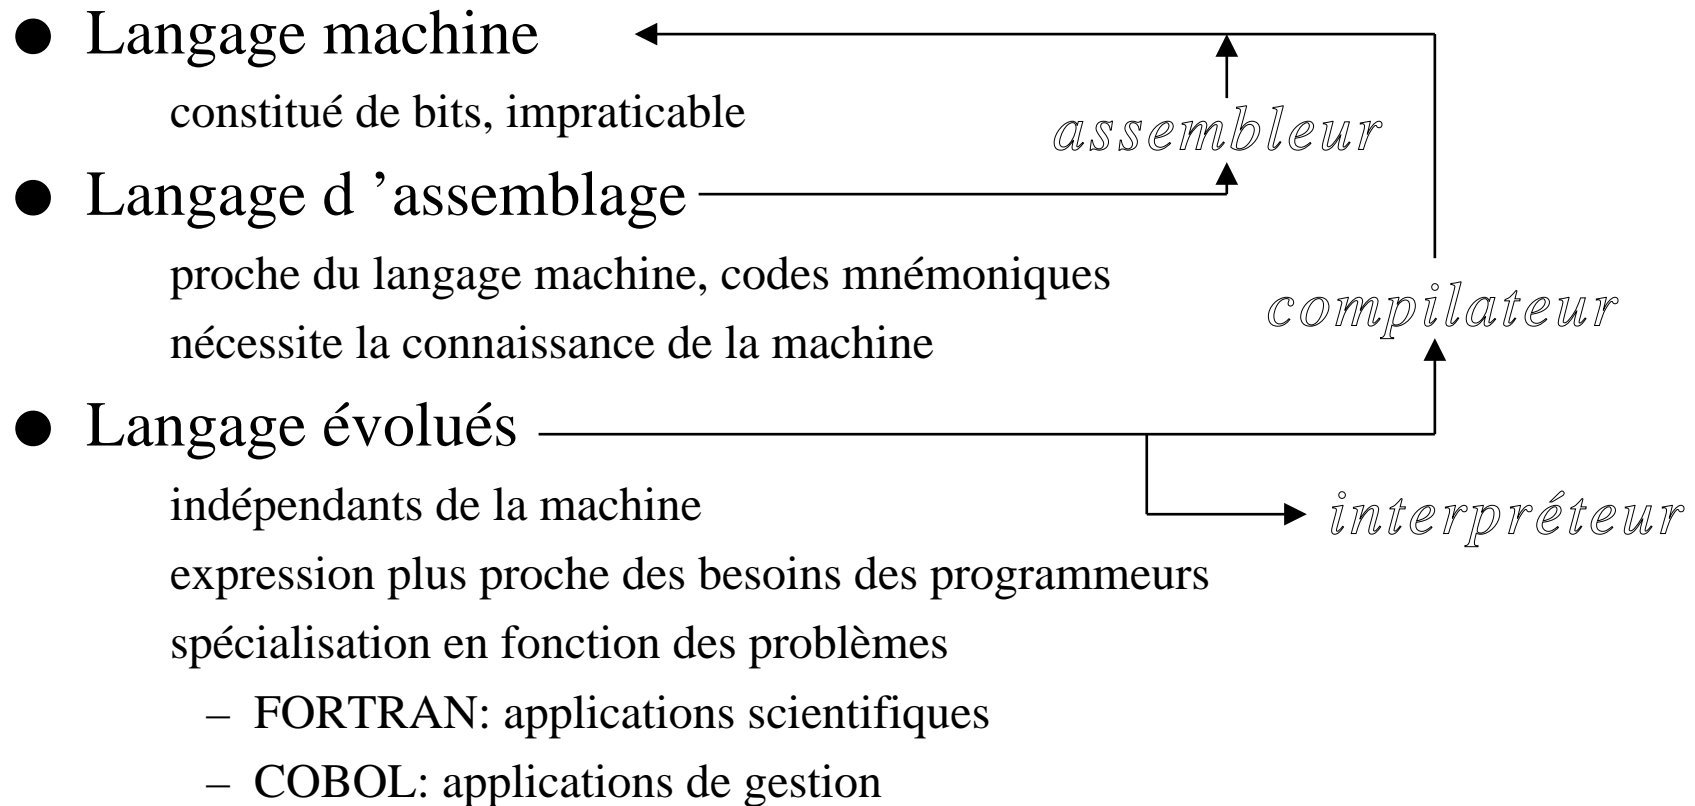 ● Langage machine
constitué de bits, impraticable
assembleur
● Langage d ’assemblage
proche du langage machine, codes mnémoniques
compilateur
nécessite la connaissance de la machine
● Langage évolués
indépendants de la machine
interpréteur
expression plus proche des besoins des programmeurs
spécialisation en fonction des problèmes
– FORTRAN: applications scientifiques
– COBOL: applications de gestion